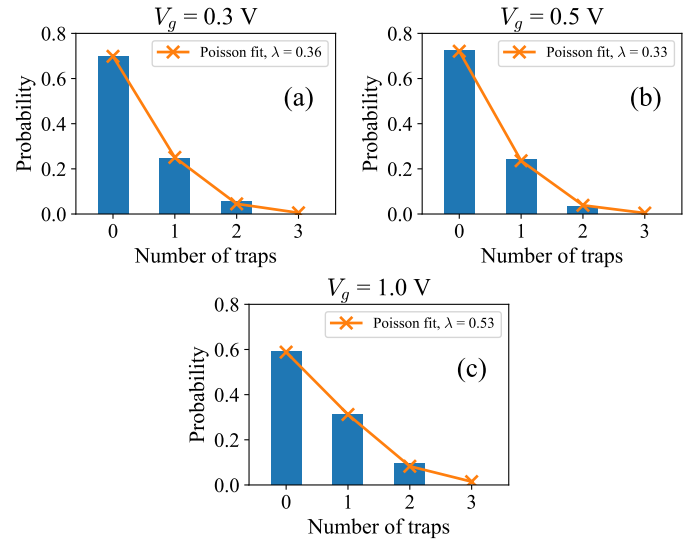 V_g = 0.3 V
Poisson fit, λ = 0.36
(a)
0.8
0.6
0.4
0.2
0.0
Probability
0 1 2 3
Number of traps
V_g = 0.5 V
Poisson fit, λ = 0.33
(b)
0.8
0.6
0.4
0.2
0.0
Probability
0 1 2 3
Number of traps
V_g = 1.0 V
Poisson fit, λ = 0.53
(c)
0.8
0.6
0.4
0.2
0.0
Probability
0 1 2 3
Number of traps